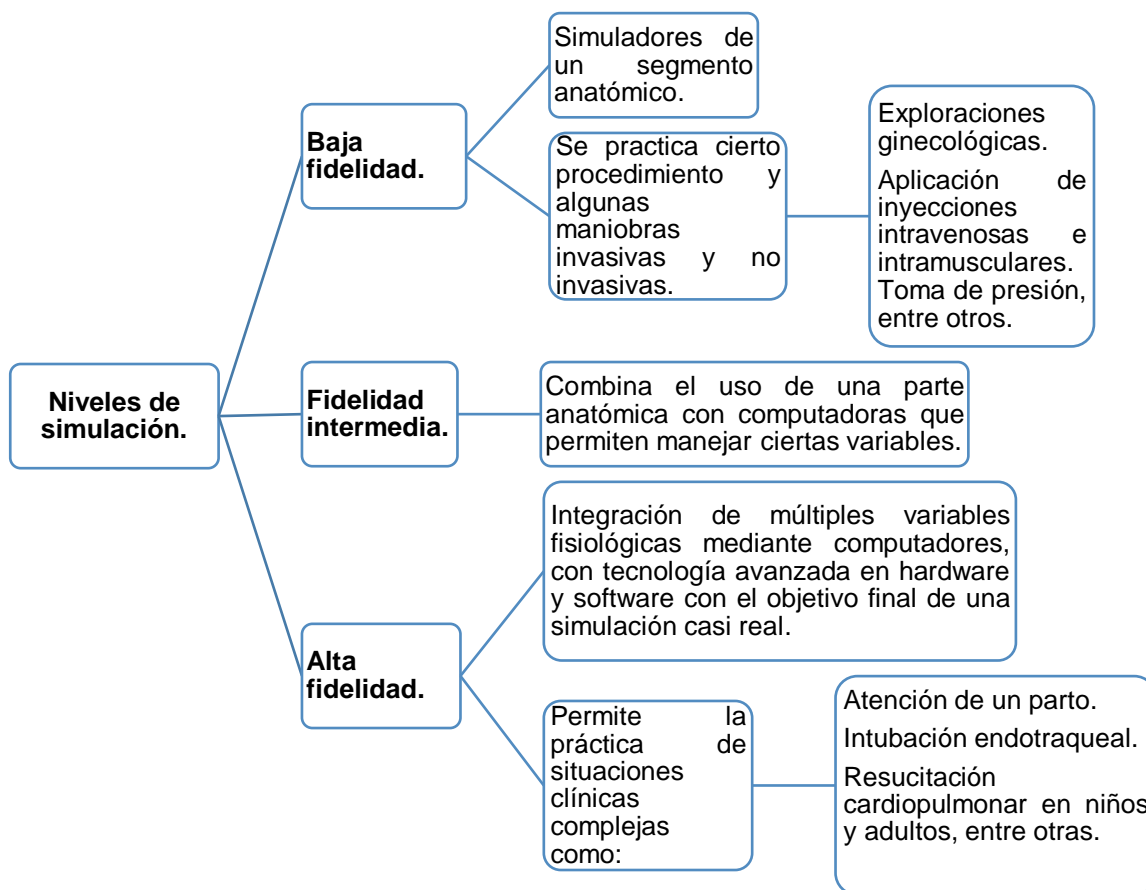 Niveles de
simulación.
Baja
fidelidad.
Simuladores de
un segmento
anatómico.
Se practica cierto
procedimiento y
algunas
maniobras
invasivas y no
invasivas.
Exploraciones
ginecológicas.
Aplicación de
inyecciones
intravenosas e
intramusculares.
Toma de presión,
entre otros.
Fidelidad
intermedia.
Combina el uso de una parte
anatómica con computadoras que
permiten manejar ciertas variables.
Alta
fidelidad.
Integración de múltiples variables
fisiológicas mediante computadores,
con tecnología avanzada en hardware
y software con el objetivo final de una
simulación casi real.
Permite la
práctica de
situaciones
clínicas
complejas
como:
Atención de un parto.
Intubación endotraqueal.
Resucitación
cardiopulmonar en niños
y adultos, entre otras.